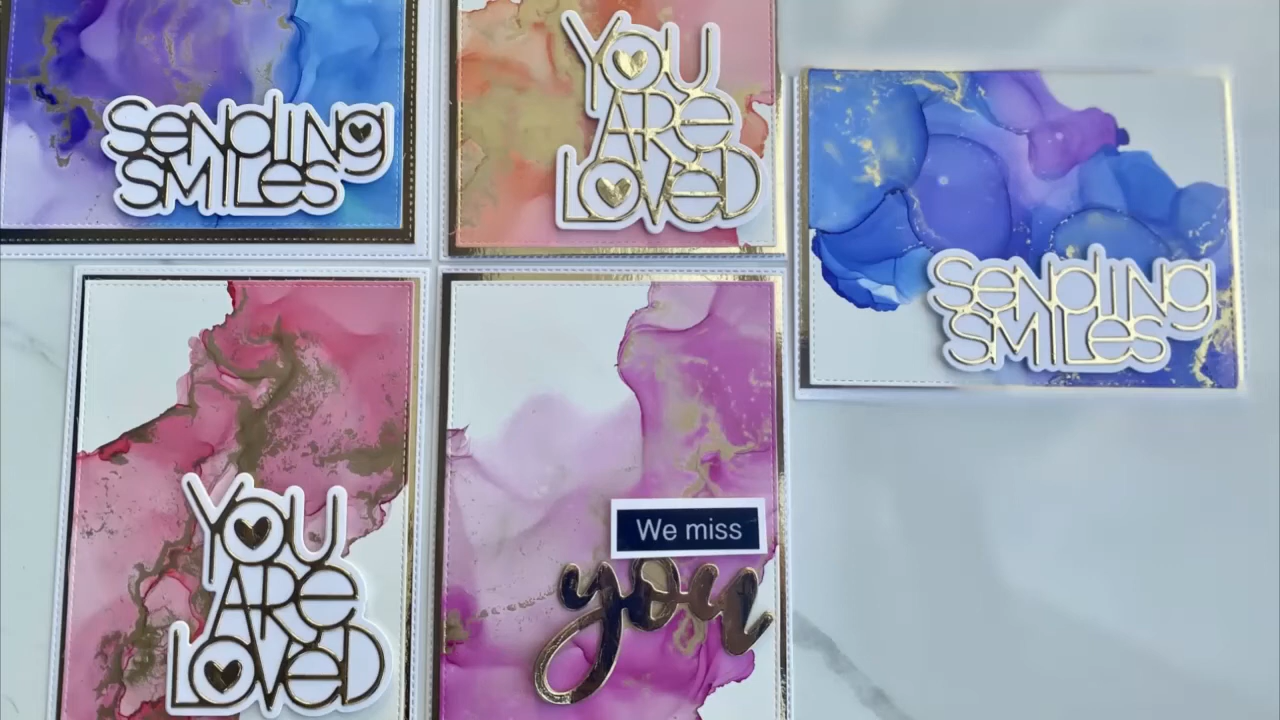 SeNdINg
SMILes
YOU
ARe
LOVeD
SeNdINg
SMILes
YOU
ARe
LOVeD
We miss
you